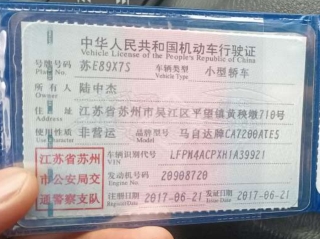 中华人民共和国机动车行驶证
Vehicle License of the People's Republic of China
号牌号码 苏E89X7S 车辆类型 小型轿车
Plate No. Vehicle Type
所有人 陆中杰
Owner
住址 江苏省苏州市吴江区平望镇黄秧墩710号
Address
使用性质 非营运 品牌型号 马自达牌CA7200ATE5
Use Character Model
江苏省苏州
市公安局交
通警察支队
车辆识别代号 LFPM4ACPXH1A39921
VIN
发动机号码 20908720
Engine No.
注册日期 2017-06-21 发证日期 2017-06-21
Register Date Issue Date